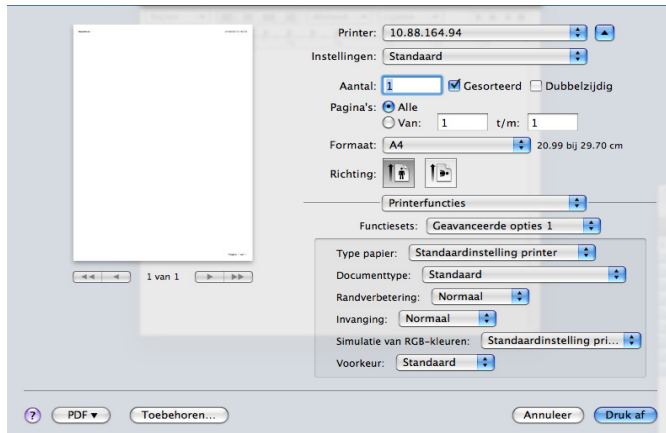 Printer: 10.88.164.94
Instellingen: Standaard
Aantal: 1 Gesorteerd Dubbelzijdig
Pagina's: Alle
Van: 1 t/m: 1
Formaat: A4 20.99 bij 29.70 cm
Richting:
Printerfuncties
Functiesets: Geavanceerde opties 1
Type papier: Standaardinstelling printer
Documenttype: Standaard
Randverbetering: Normaal
Invanging: Normaal
Simulatie van RGB-kleuren: Standaardinstelling pri...
Voorkeur: Standaard
1 van 1
? PDF Toebehoren... Annuleer Druk af